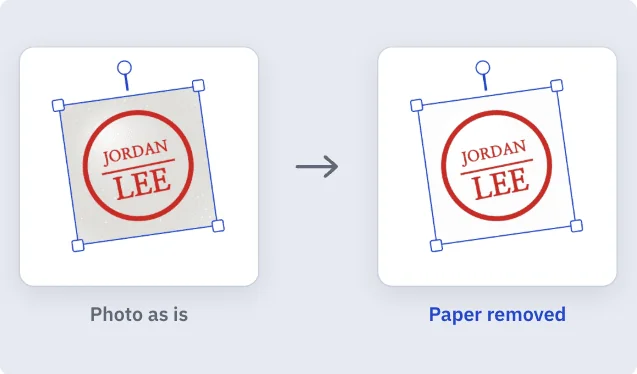 JORDAN
LEE
JORDAN
LEE
Photo as is
Paper removed